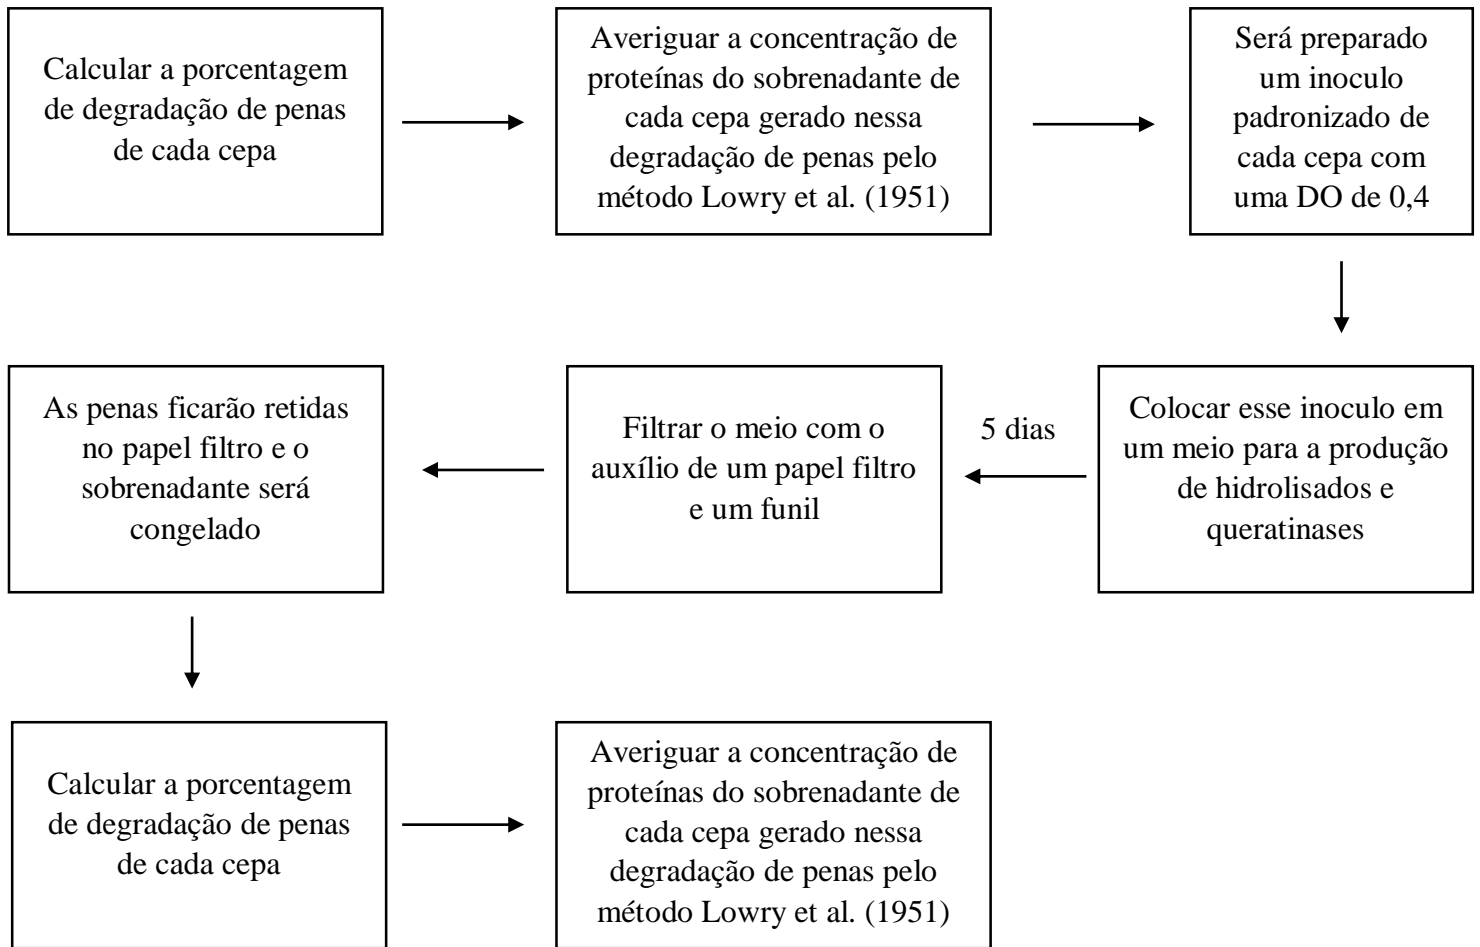 Calcular a porcentagem
de degradação de penas
de cada cepa
Averiguar a concentração de
proteínas do sobrenadante de
cada cepa gerado nessa
degradação de penas pelo
método Lowry et al. (1951)
Será preparado
um inoculo
padronizado de
cada cepa com
uma DO de 0,4
Colocar esse inoculo em
um meio para a produção
de hidrolisados e
queratinases
5 dias
Filtrar o meio com o
auxílio de um papel filtro
e um funil
As penas ficarão retidas
no papel filtro e o
sobrenadante será
congelado
Calcular a porcentagem
de degradação de penas
de cada cepa
Averiguar a concentração de
proteínas do sobrenadante de
cada cepa gerado nessa
degradação de penas pelo
método Lowry et al. (1951)